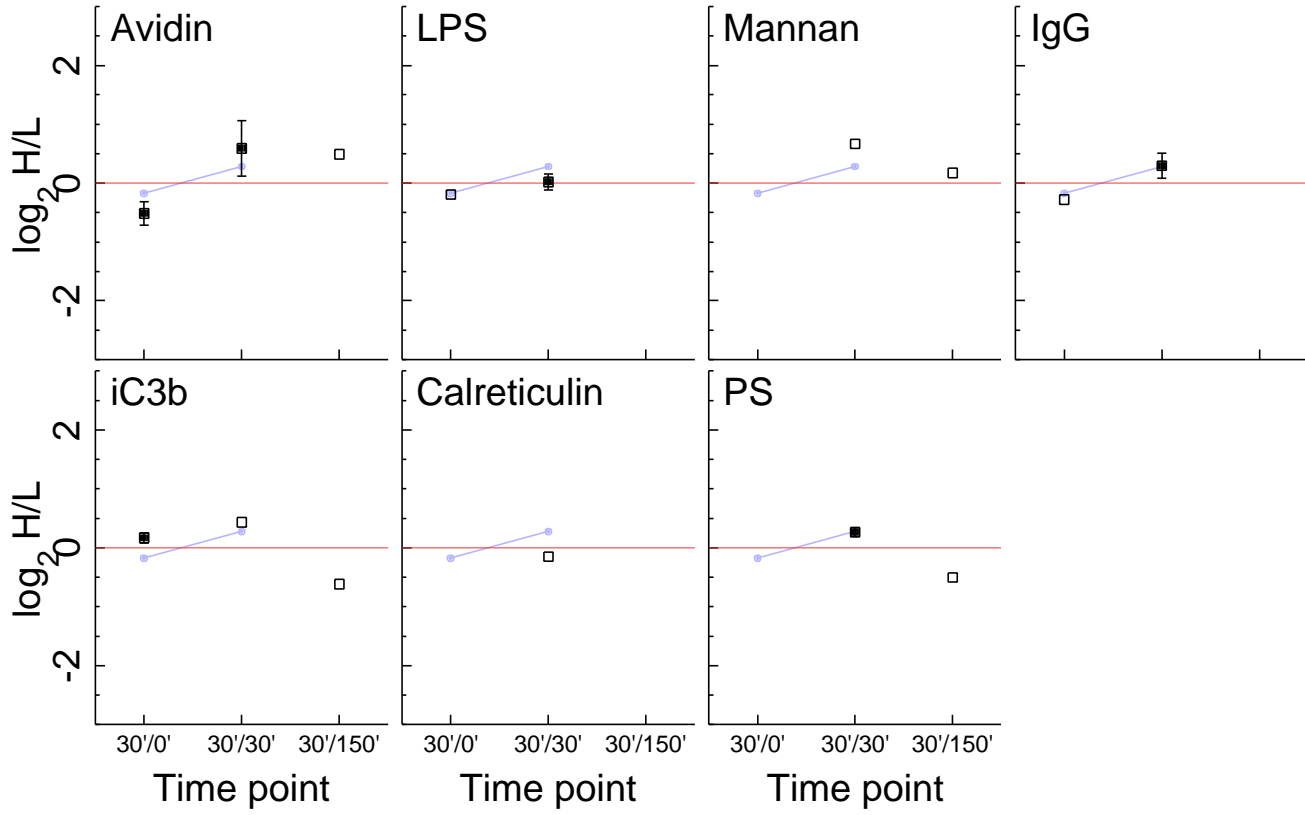 Avidin
LPS
Mannan
IgG
log2 H/L
2
0
-2
iC3b
Calreticulin
PS
log2 H/L
2
0
-2
30'/0' 30'/30' 30'/150'
30'/0' 30'/30' 30'/150'
30'/0' 30'/30' 30'/150'
Time point
Time point
Time point